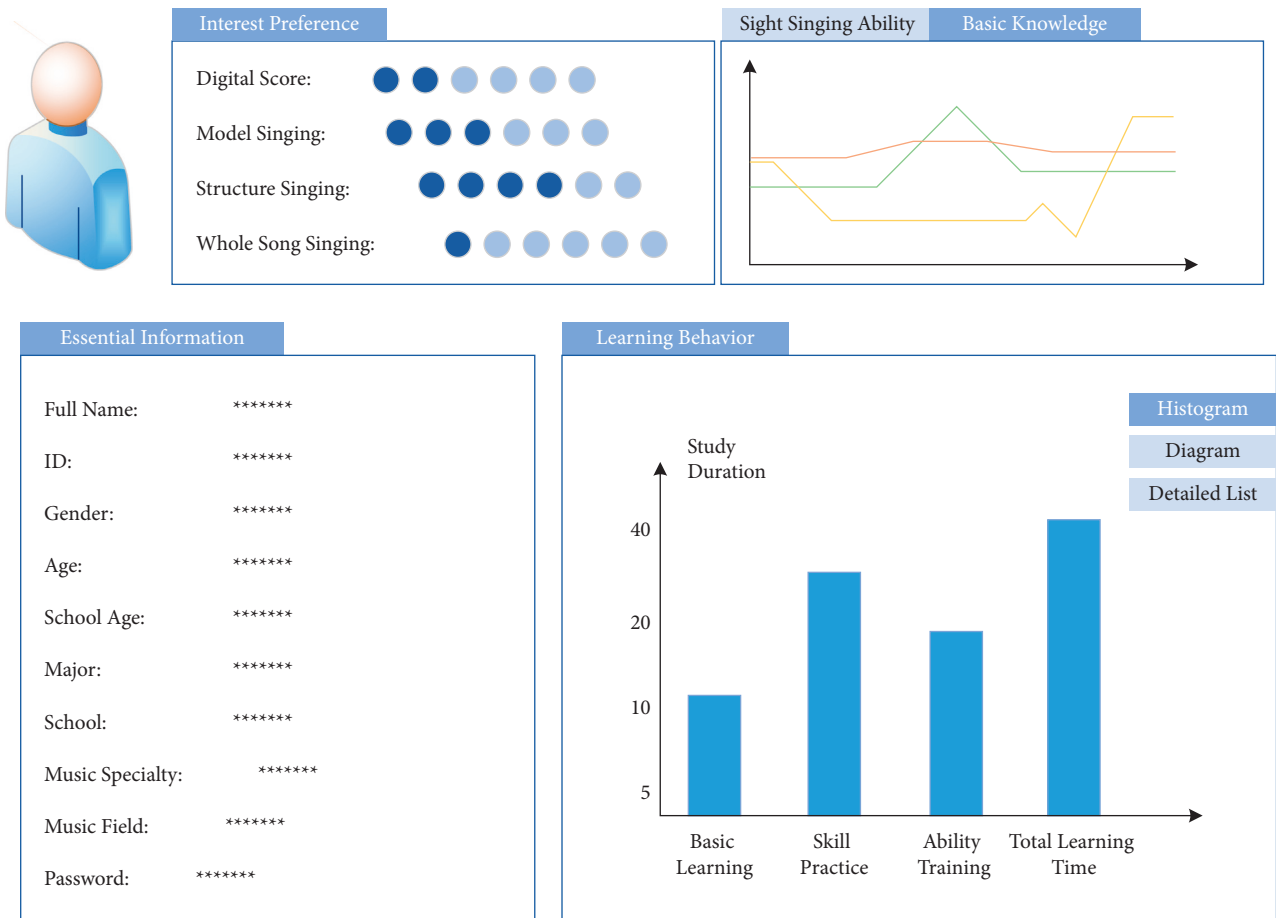 Interest Preference
Digital Score:
Model Singing:
Structure Singing:
Whole Song Singing:
Sight Singing Ability
Basic Knowledge
Essential Information
Full Name: *******
ID: *******
Gender: *******
Age: *******
School Age: *******
Major: *******
School: *******
Music Specialty: *******
Music Field: *******
Password: *******
Learning Behavior
Histogram
Diagram
Detailed List
Study
Duration
40
20
10
5
Basic
Learning
Skill
Practice
Ability
Training
Total Learning
Time